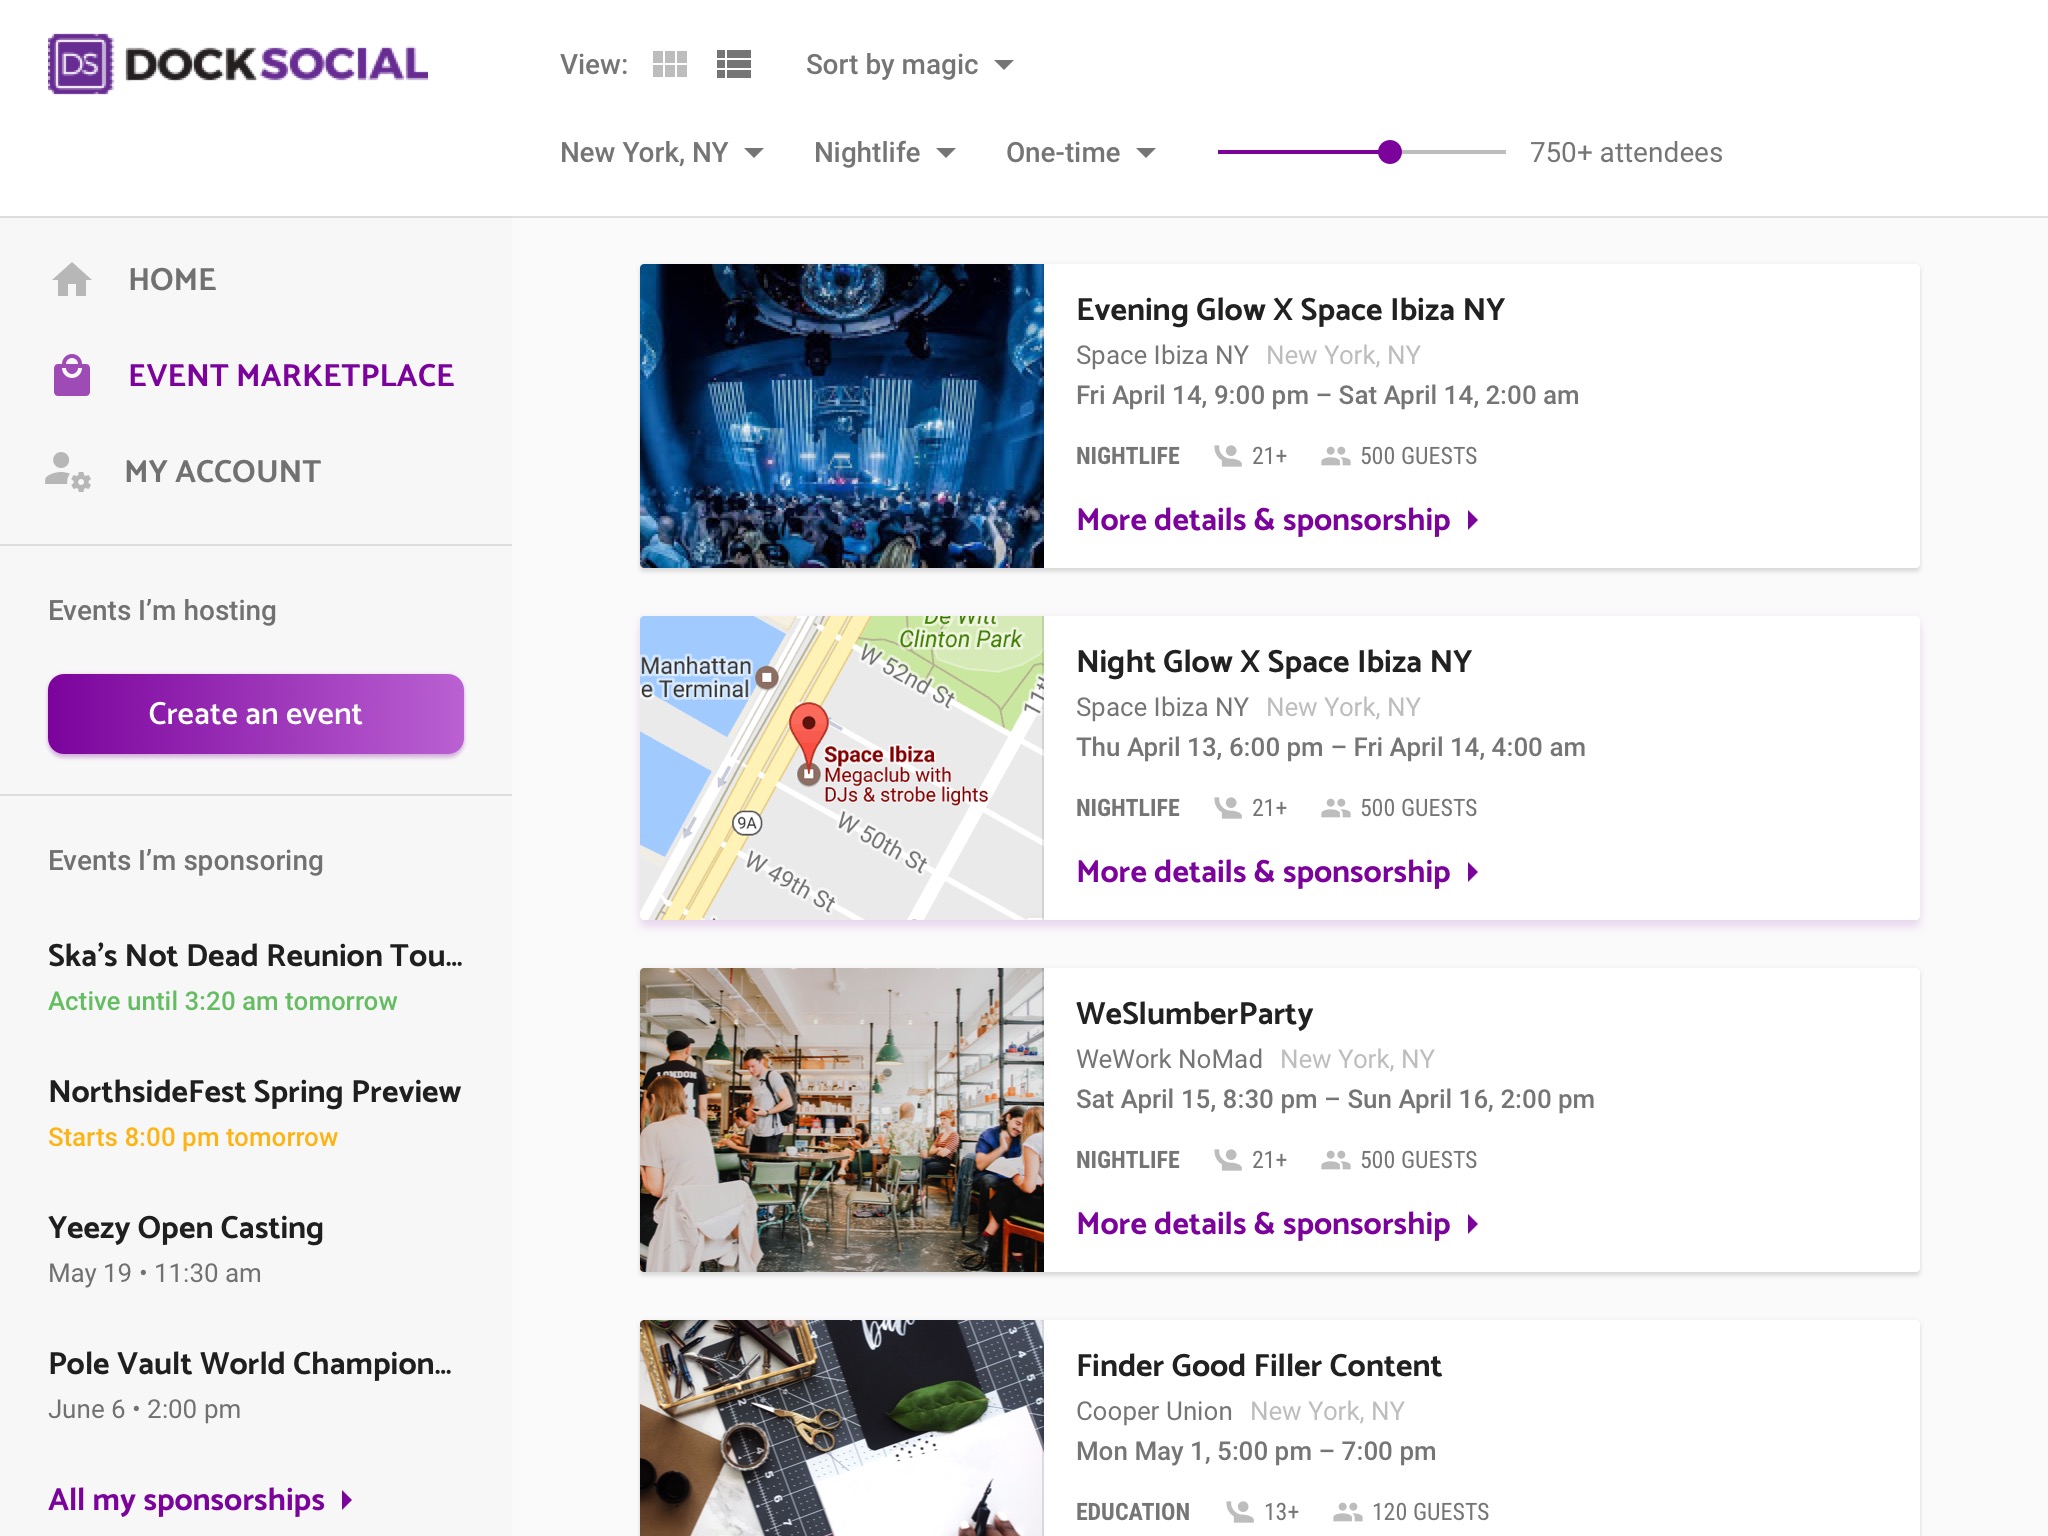 DS DOCKSOCIAL
View:
Sort by magic
New York, NY
Nightlife
One-time
750+ attendees
HOME
EVENT MARKETPLACE
MY ACCOUNT
Events I’m hosting
Create an event
Events I’m sponsoring
Ska’s Not Dead Reunion Tou...
Active until 3:20 am tomorrow
NorthsideFest Spring Preview
Starts 8:00 pm tomorrow
Yeezy Open Casting
May 19 • 11:30 am
Pole Vault World Champion...
June 6 • 2:00 pm
All my sponsorships
Evening Glow X Space Ibiza NY
Space Ibiza NY New York, NY
Fri April 14, 9:00 pm – Sat April 14, 2:00 am
NIGHTLIFE 21+ 500 GUESTS
More details & sponsorship
De Witt
Clinton Park
Manhattan
e Terminal
W 52nd St
11t
Space Ibiza
Megaclub with
DJs & strobe lights
9A
W 50th St
W 49th St
Night Glow X Space Ibiza NY
Space Ibiza NY New York, NY
Thu April 13, 6:00 pm – Fri April 14, 4:00 am
NIGHTLIFE 21+ 500 GUESTS
More details & sponsorship
LONDON
WeSlumberParty
WeWork NoMad New York, NY
Sat April 15, 8:30 pm – Sun April 16, 2:00 pm
NIGHTLIFE 21+ 500 GUESTS
More details & sponsorship
Finder Good Filler Content
Cooper Union New York, NY
Mon May 1, 5:00 pm – 7:00 pm
EDUCATION 13+ 120 GUESTS